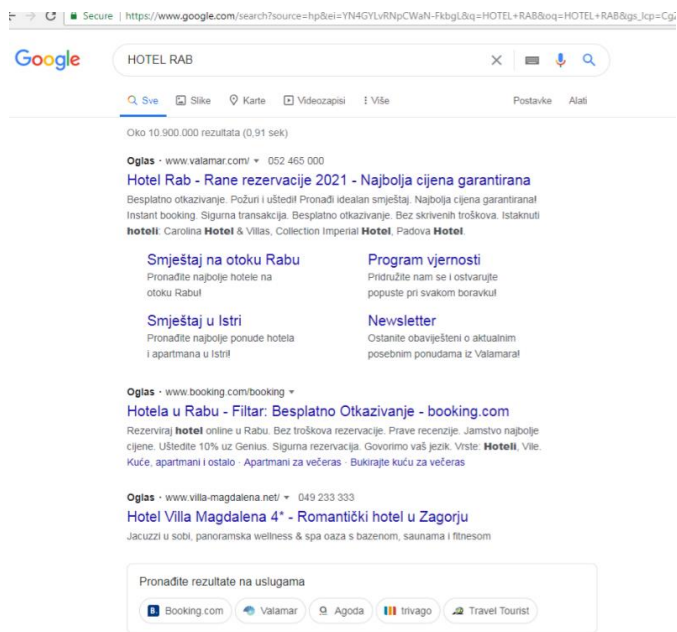 Secure | https://www.google.com/search?source=hp&ei=YN4GYLvRNpCWaN-FkbgL&q=HOTEL+RAB&oq=HOTEL+RAB&gs_lcp=CgZ
Google
HOTEL RAB
Sve Slike Karte Videozapisi Više Postavke Alati
Oko 10.900.000 rezultata (0,91 sek)
Oglas · www.valamar.com/ 052 465 000
Hotel Rab - Rane rezervacije 2021 - Najbolja cijena garantirana
Besplatno otkazivanje. Požuri i uštedi! Pronađi idealan smještaj. Najbolja cijena garantirana!
Instant booking. Sigurna transakcija. Besplatno otkazivanje. Bez skrivenih troškova. Istaknuti
hoteli: Carolina Hotel & Villas, Collection Imperial Hotel, Padova Hotel.
Smještaj na otoku Rabu
Pronađite najbolje hotele na
otoku Rabu!
Program vjernosti
Pridružite nam se i ostvarujte
popuste pri svakom boravku!
Smještaj u Istri
Pronađite najbolje ponude hotela
i apartmana u Istri!
Newsletter
Ostanite obaviješteni o aktualnim
posebnim ponudama iz Valamara!
Oglas · www.booking.com/booking
Hotela u Rabu - Filtar: Besplatno Otkazivanje - booking.com
Rezerviraj hotel online u Rabu. Bez troškova rezervacije. Prave recenzije. Jamstvo najbolje
cijene. Uštedite 10% uz Genius. Sigurna rezervacija. Govorimo vaš jezik. Vrste: Hoteli, Vile.
Kuće, apartmani i ostalo · Apartmani za večeras · Bukirajte kuću za večeras
Oglas · www.villa-magdalena.net/ 049 233 333
Hotel Villa Magdalena 4* - Romantički hotel u Zagorju
Jacuzzi u sobi, panoramska wellness & spa oaza s bazenom, saunama i fitnesom
Pronađite rezultate na uslugama
B. Booking.com Valamar Agoda trivago Travel Tourist